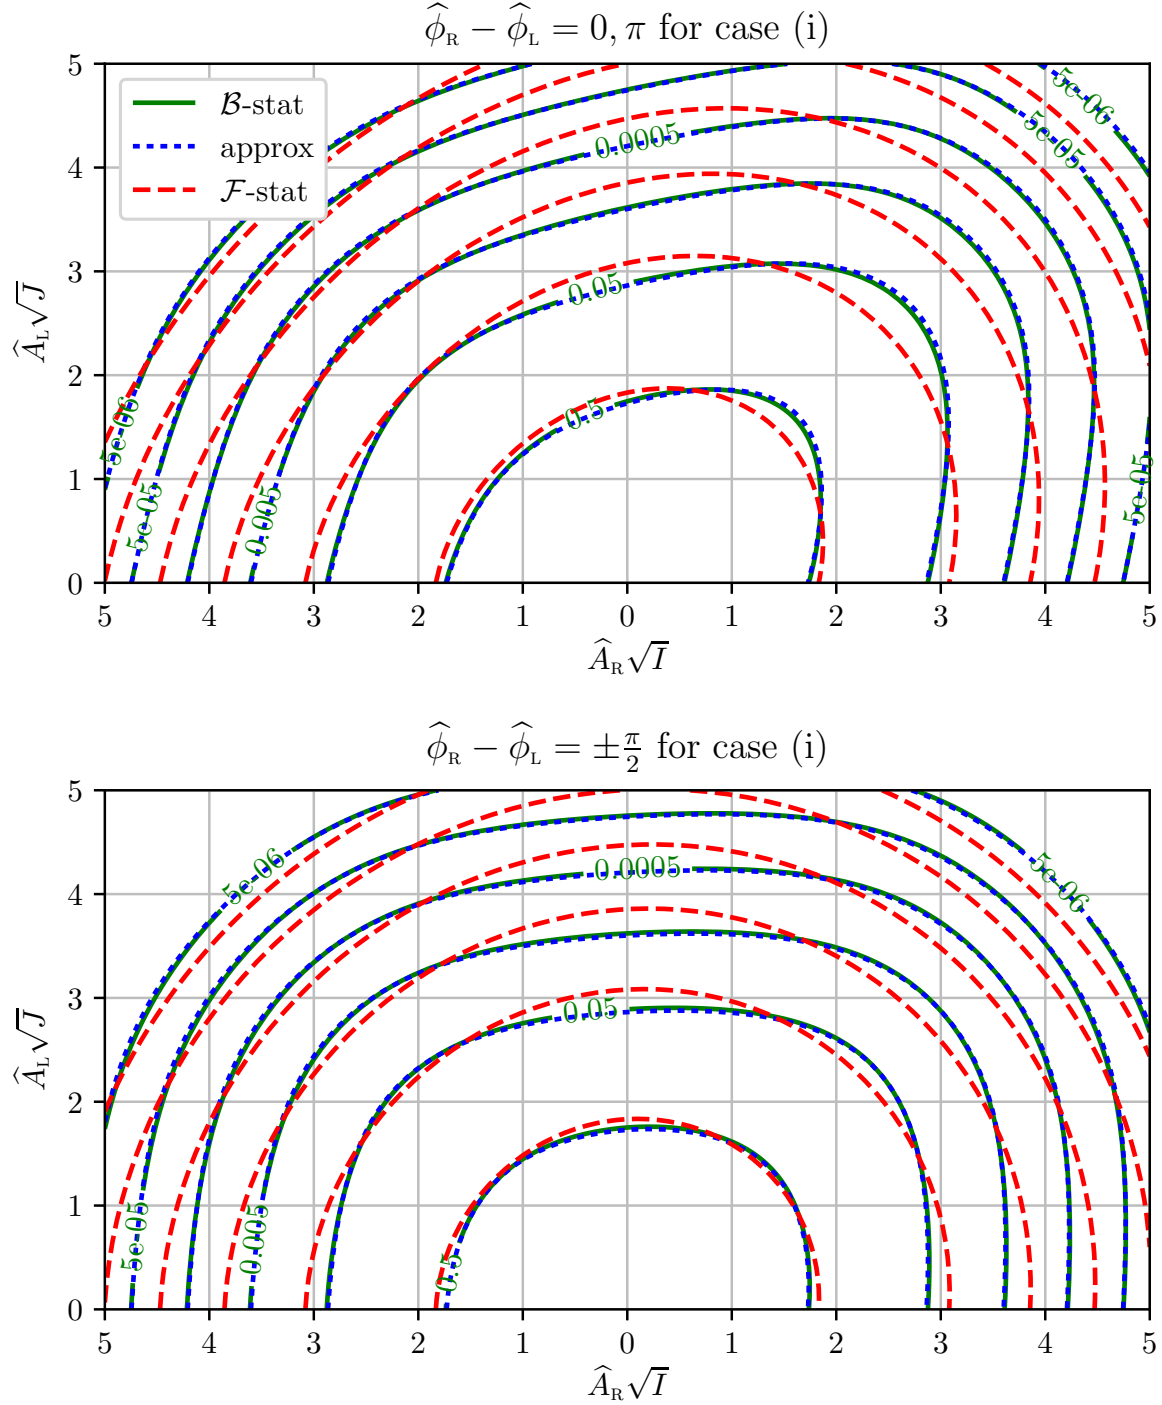 φ̂_R − φ̂_L = 0, π for case (i)
B-stat
approx
F-stat
5e-06
5e-05
0.0005
0.05
0.5
5e-06
5e-05
0.005
5e-05
5
4
3
2
1
0
Â_L√J
5 4 3 2 1 0 1 2 3 4 5
Â_R√I
φ̂_R − φ̂_L = ±π/2 for case (i)
5e-06
0.0005
5e-06
0.05
5e-05
0.005
0.5
5
4
3
2
1
0
Â_L√J
5 4 3 2 1 0 1 2 3 4 5
Â_R√I